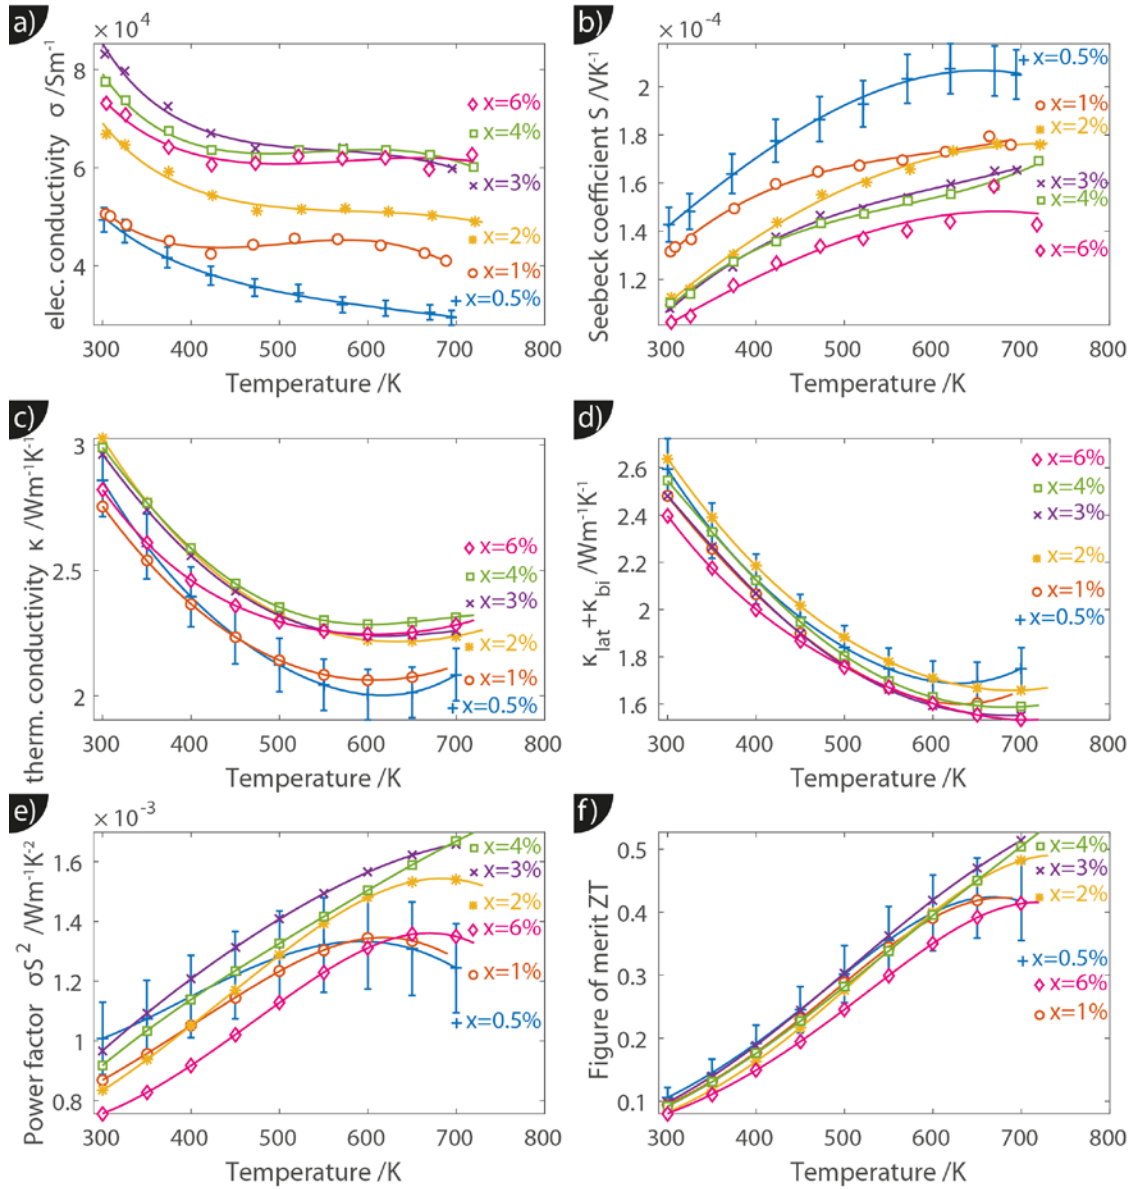 a)
× 10⁴
elec. conductivity σ /Sm⁻¹
8
6
4
x=6%
x=4%
x=3%
x=2%
x=1%
x=0.5%
300 400 500 600 700 800
Temperature /K
b)
× 10⁻⁴
Seebeck coefficient S /VK⁻¹
2
1.8
1.6
1.4
1.2
x=0.5%
x=1%
x=2%
x=3%
x=4%
x=6%
300 400 500 600 700 800
Temperature /K
c)
therm. conductivity κ /Wm⁻¹K⁻¹
3
2.5
2
x=6%
x=4%
x=3%
x=2%
x=1%
x=0.5%
300 400 500 600 700 800
Temperature /K
d)
κlat+κbi /Wm⁻¹K⁻¹
2.6
2.4
2.2
2
1.8
1.6
x=6%
x=4%
x=3%
x=2%
x=1%
x=0.5%
300 400 500 600 700 800
Temperature /K
e)
× 10⁻³
Power factor σS² /Wm⁻¹K⁻²
1.6
1.4
1.2
1
0.8
x=4%
x=3%
x=2%
x=6%
x=1%
x=0.5%
300 400 500 600 700 800
Temperature /K
f)
Figure of merit ZT
0.5
0.4
0.3
0.2
0.1
x=4%
x=3%
x=2%
x=0.5%
x=6%
x=1%
300 400 500 600 700 800
Temperature /K